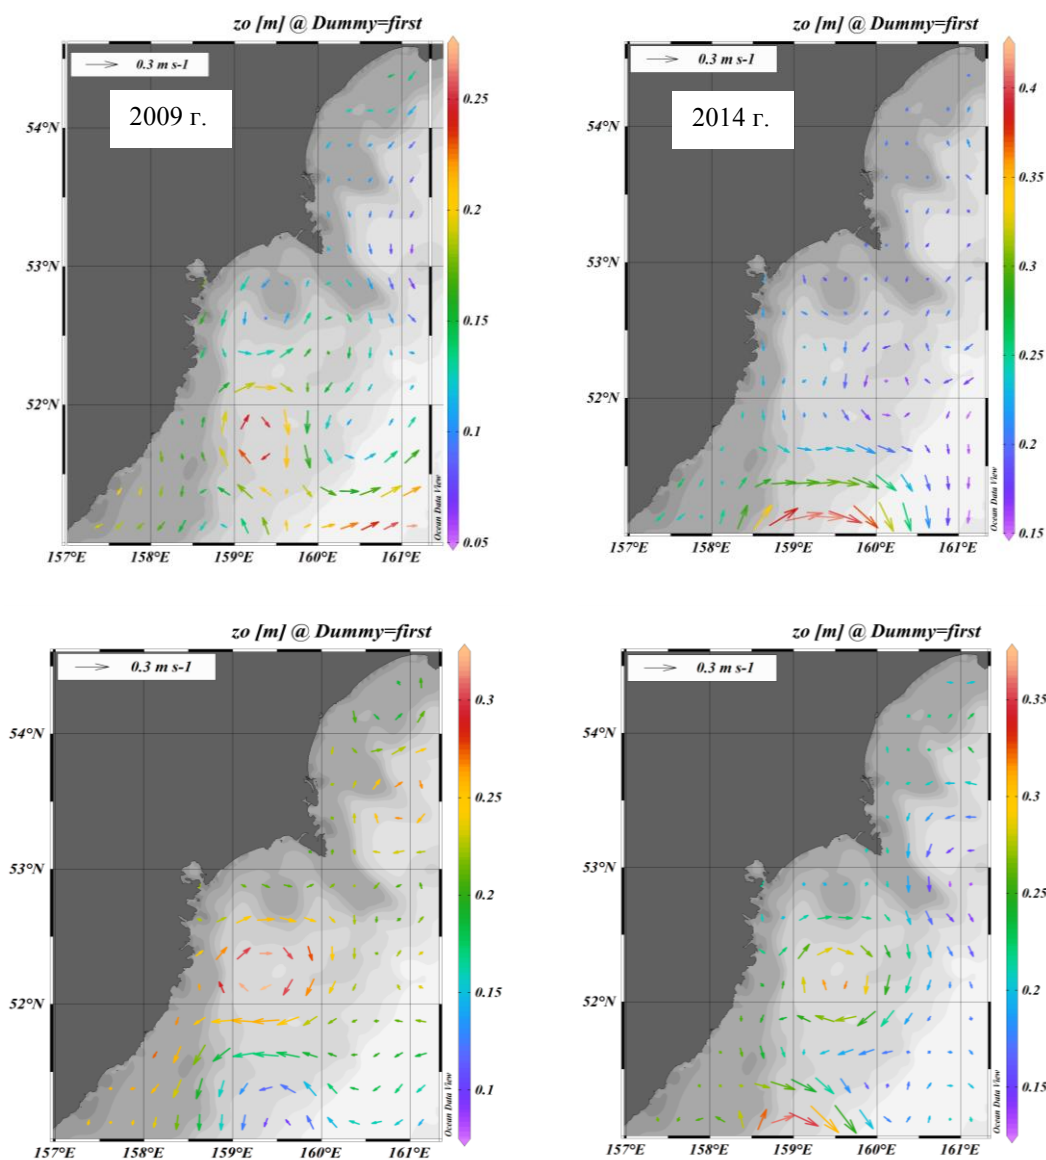 zo [m] @ Dummy=first
0.3 m s-1
2009 г.
54°N
53°N
52°N
157°E 158°E 159°E 160°E 161°E
0.25
0.2
0.15
0.1
0.05
Ocean Data View
zo [m] @ Dummy=first
0.3 m s-1
2014 г.
54°N
53°N
52°N
157°E 158°E 159°E 160°E 161°E
0.4
0.35
0.3
0.25
0.2
0.15
Ocean Data View
zo [m] @ Dummy=first
0.3 m s-1
54°N
53°N
52°N
157°E 158°E 159°E 160°E 161°E
0.3
0.25
0.2
0.15
0.1
Ocean Data View
zo [m] @ Dummy=first
0.3 m s-1
54°N
53°N
52°N
157°E 158°E 159°E 160°E 161°E
0.35
0.3
0.25
0.2
0.15
Ocean Data View